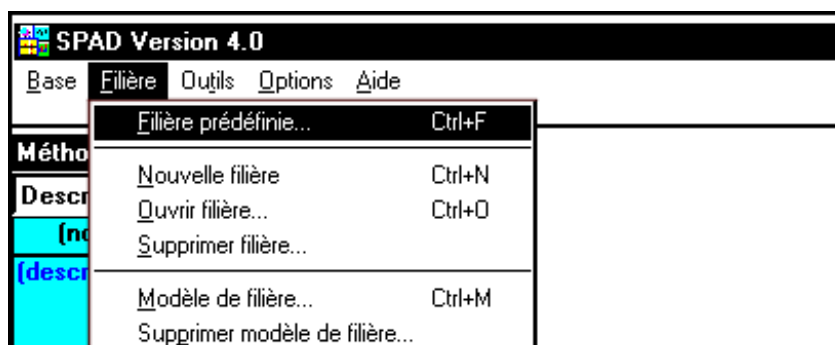 SPAD Version 4.0
Base Filière Outils Options Aide
Filière prédéfinie... Ctrl+F
Métho
Nouvelle filière Ctrl+N
Descr
Ouvrir filière... Ctrl+O
(no
Supprimer filière...
(descr
Modèle de filière... Ctrl+M
Supprimer modèle de filière...